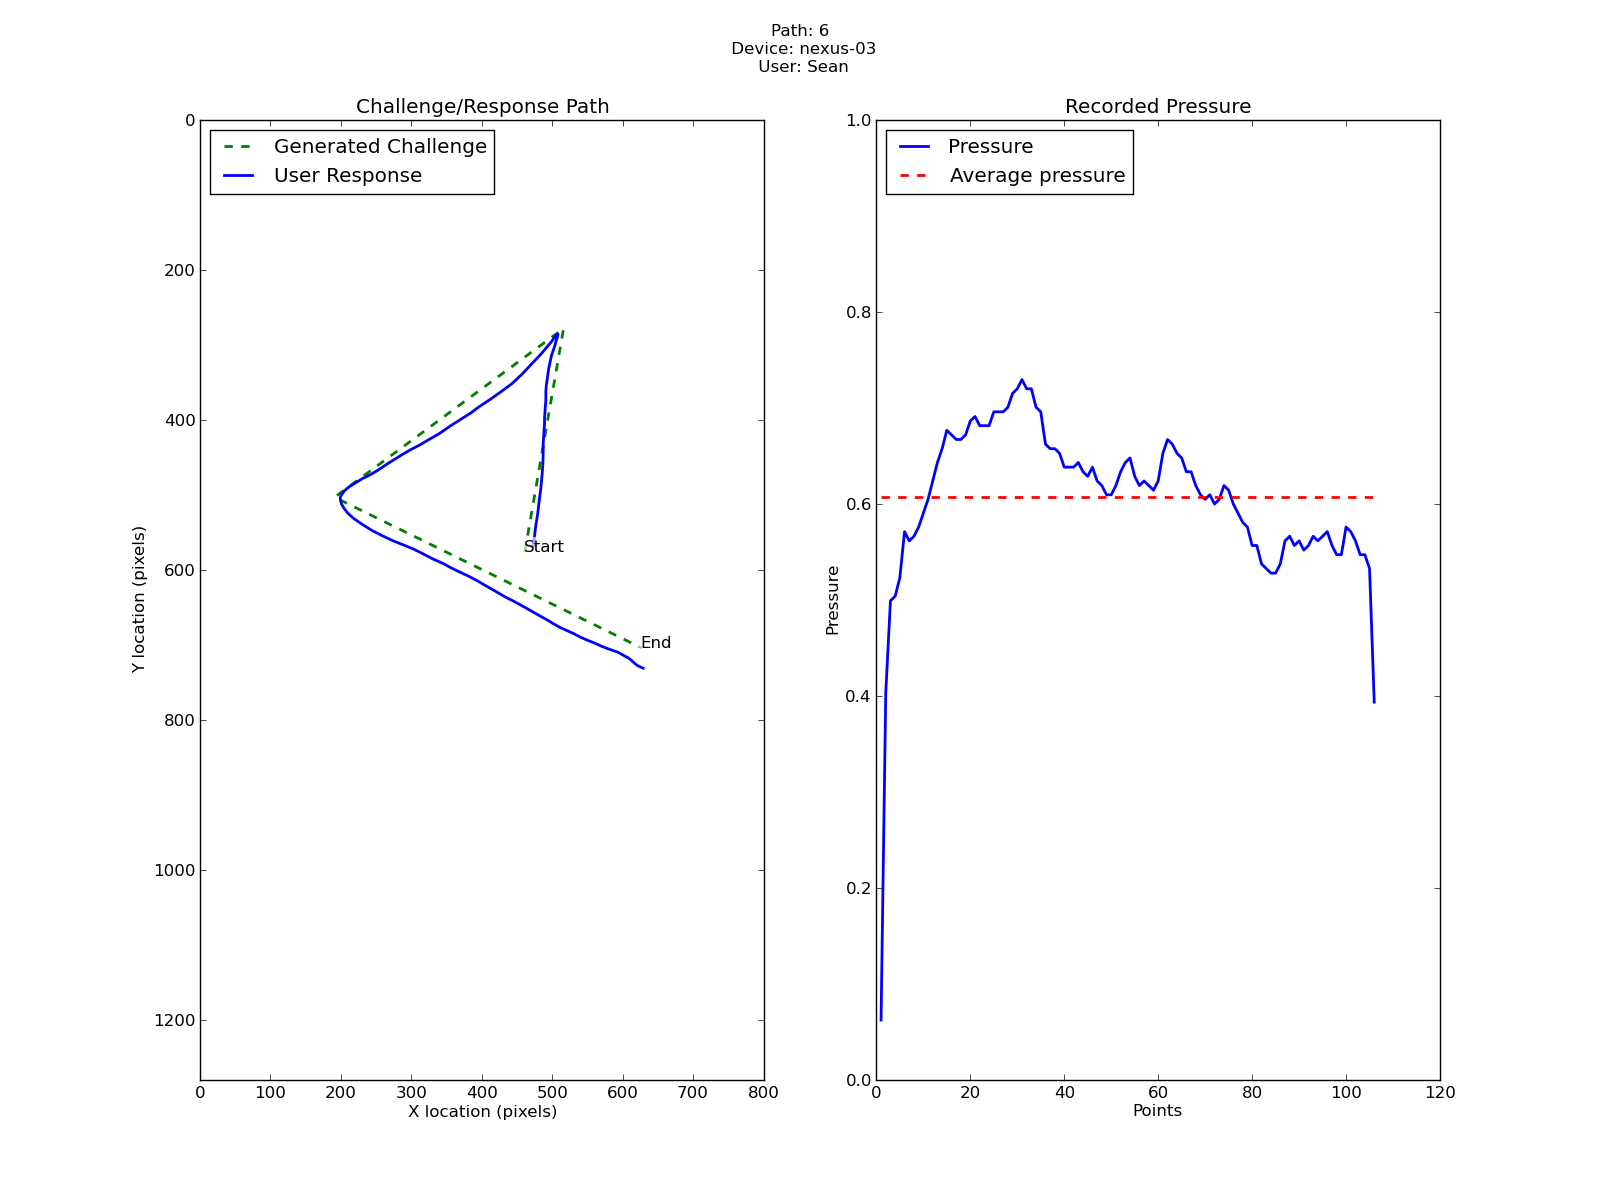 Path: 6
Device: nexus-03
User: Sean
Challenge/Response Path
Generated Challenge
User Response
0
200
400
600
800
1000
1200
Y location (pixels)
Start
End
0 100 200 300 400 500 600 700 800
X location (pixels)
Recorded Pressure
Pressure
Average pressure
1.0
0.8
0.6
0.4
0.2
0.0
Pressure
0 20 40 60 80 100 120
Points